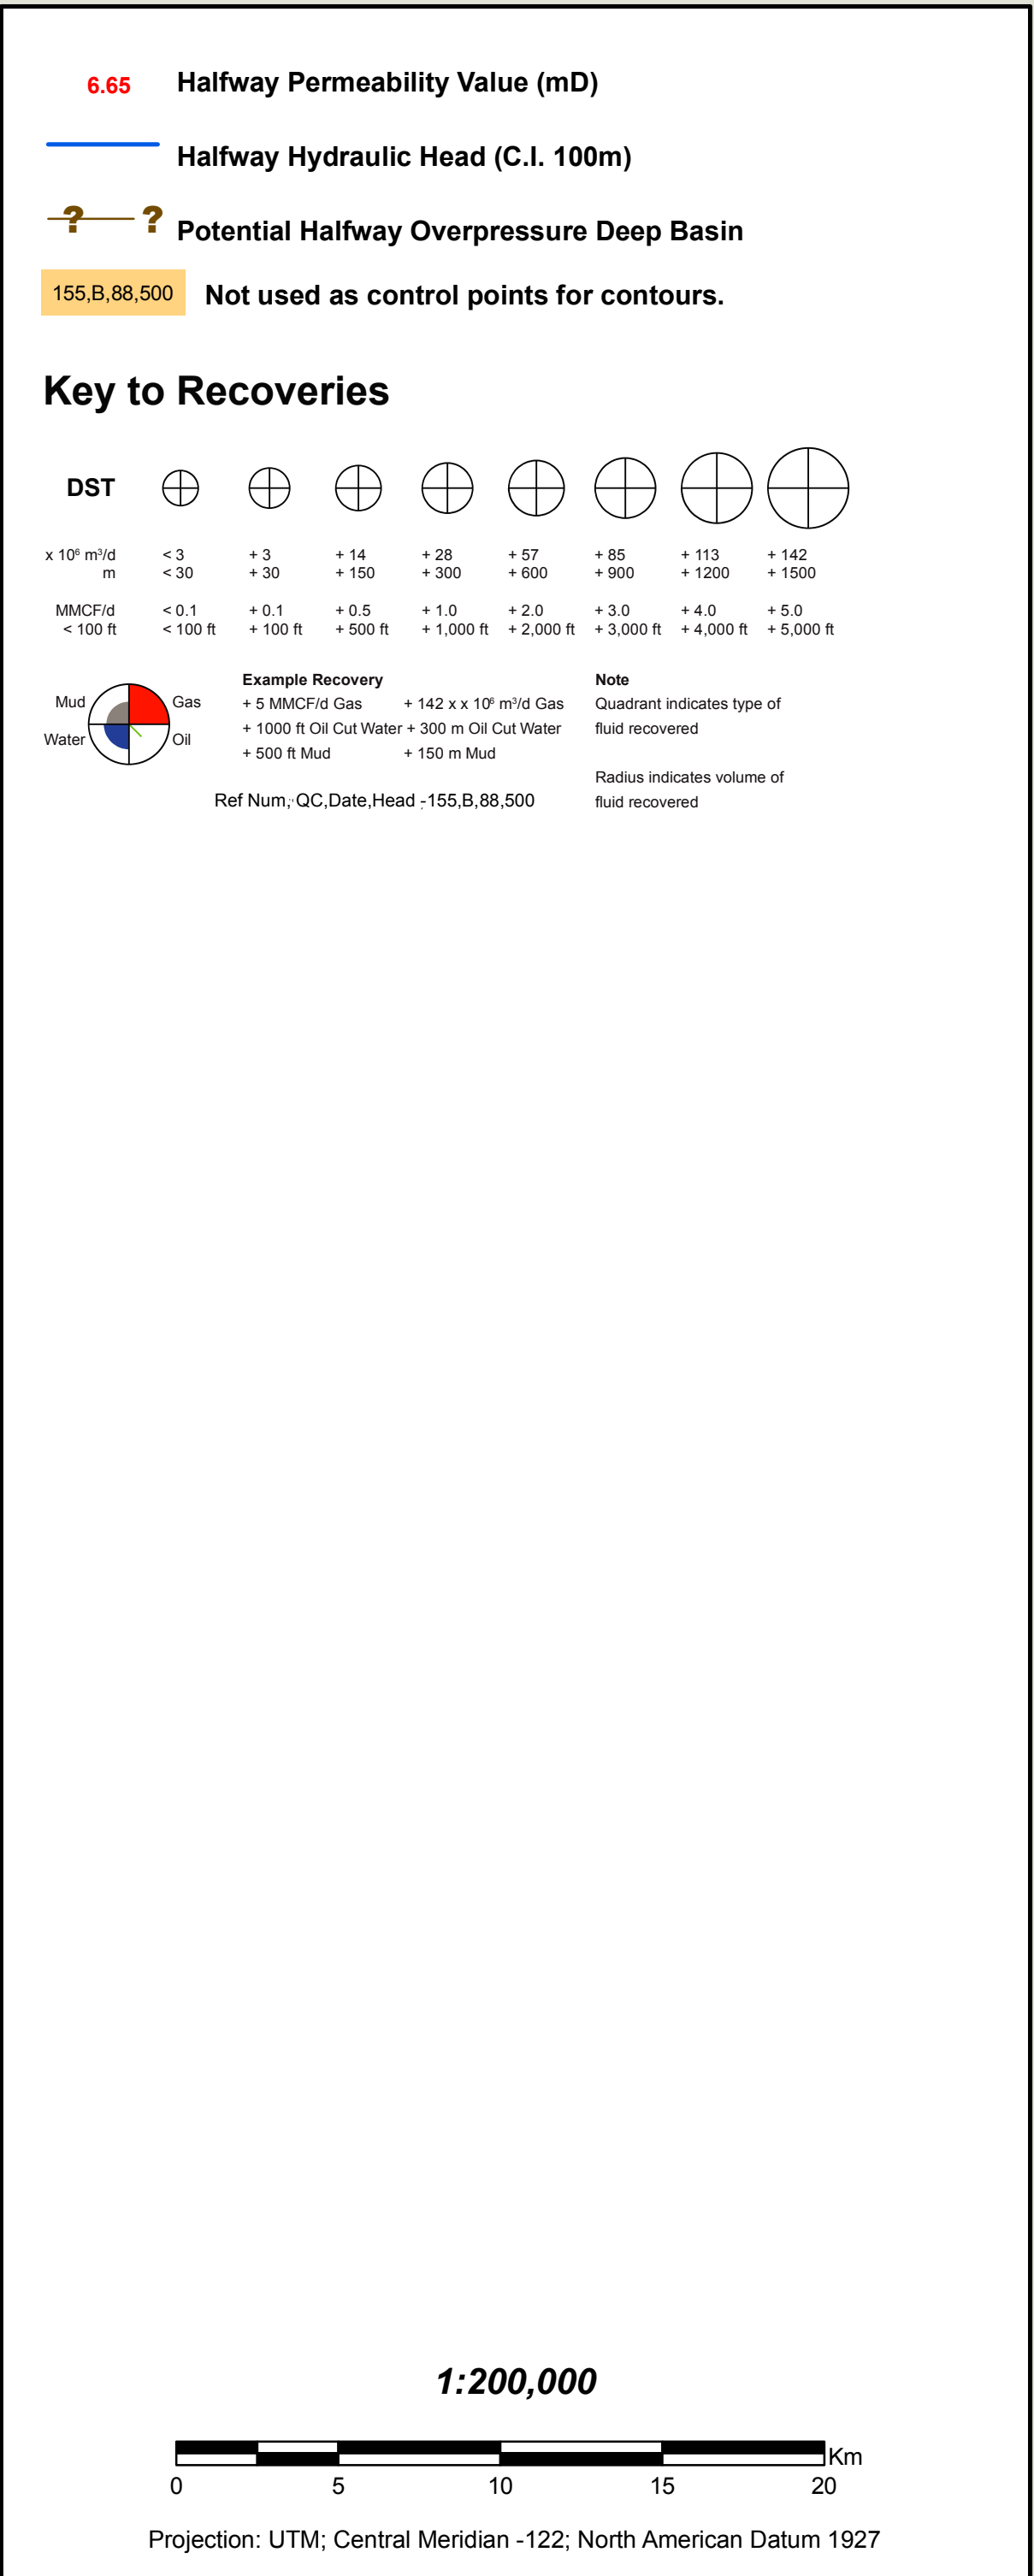 6.65 Halfway Permeability Value (mD)
Halfway Hydraulic Head (C.I. 100m)
? ? Potential Halfway Overpressure Deep Basin
155,B,88,500 Not used as control points for contours.
Key to Recoveries
DST
x 10⁶ m³/d < 3 + 3 + 14 + 28 + 57 + 85 + 113 + 142
m < 30 + 30 + 150 + 300 + 600 + 900 + 1200 + 1500
MMCF/d < 0.1 + 0.1 + 0.5 + 1.0 + 2.0 + 3.0 + 4.0 + 5.0
< 100 ft < 100 ft + 100 ft + 500 ft + 1,000 ft + 2,000 ft + 3,000 ft + 4,000 ft + 5,000 ft
Example Recovery Note
Mud Gas + 5 MMCF/d Gas + 142 x x 10⁶ m³/d Gas Quadrant indicates type of
+ 1000 ft Oil Cut Water + 300 m Oil Cut Water fluid recovered
Water Oil
+ 500 ft Mud + 150 m Mud
Radius indicates volume of
Ref Num, QC,Date,Head -155,B,88,500 fluid recovered
1:200,000
Km
0 5 10 15 20
Projection: UTM; Central Meridian -122; North American Datum 1927